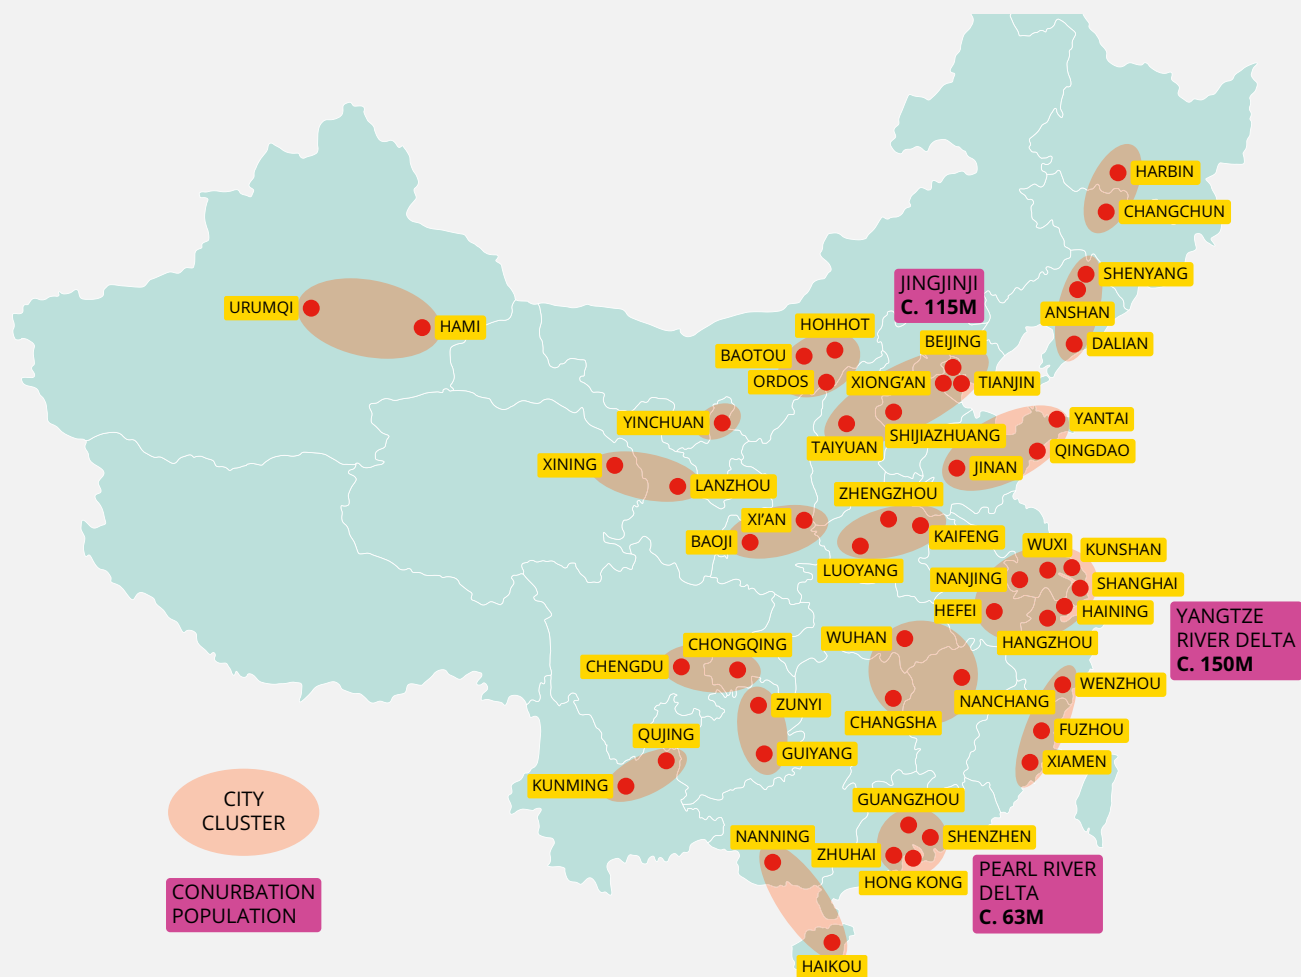 HARBIN
CHANGCHUN
SHENYANG
ANSHAN
DALIAN
JINGJINJI
C. 115M
URUMQI
HAMI
HOHHOT
BAOTOU
ORDOS
BEIJING
XIONG'AN
TIANJIN
YINCHUAN
TAIYUAN
SHIJIAZHUANG
YANTAI
QINGDAO
JINAN
XINING
LANZHOU
ZHENGZHOU
XI'AN
BAOJI
KAIFENG
LUOYANG
WUXI
KUNSHAN
NANJING
SHANGHAI
HEFEI
HAINING
HANGZHOU
YANGTZE
RIVER DELTA
C. 150M
WUHAN
CHONGQING
CHENGDU
NANCHANG
CHANGSHA
WENZHOU
FUZHOU
XIAMEN
ZUNYI
GUIYANG
QUJING
KUNMING
CITY
CLUSTER
CONURBATION
POPULATION
GUANGZHOU
SHENZHEN
NANNING
ZHUHAI
HONG KONG
PEARL RIVER
DELTA
C. 63M
HAIKOU